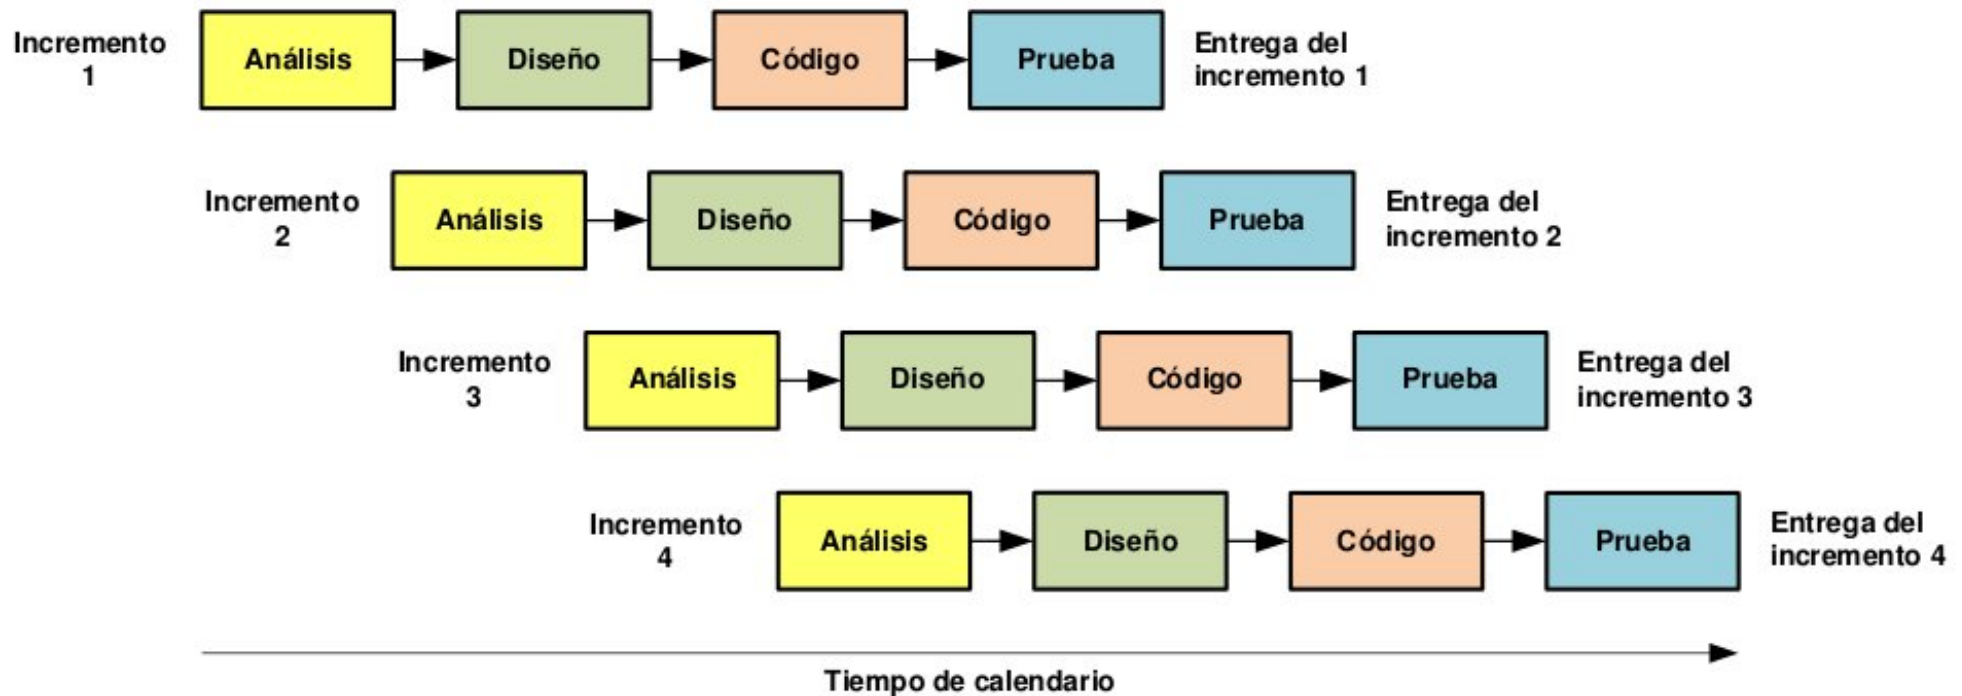 Incremento
1
Análisis
Diseño
Código
Prueba
Entrega del
incremento 1
Incremento
2
Análisis
Diseño
Código
Prueba
Entrega del
incremento 2
Incremento
3
Análisis
Diseño
Código
Prueba
Entrega del
incremento 3
Incremento
4
Análisis
Diseño
Código
Prueba
Entrega del
incremento 4
Tiempo de calendario